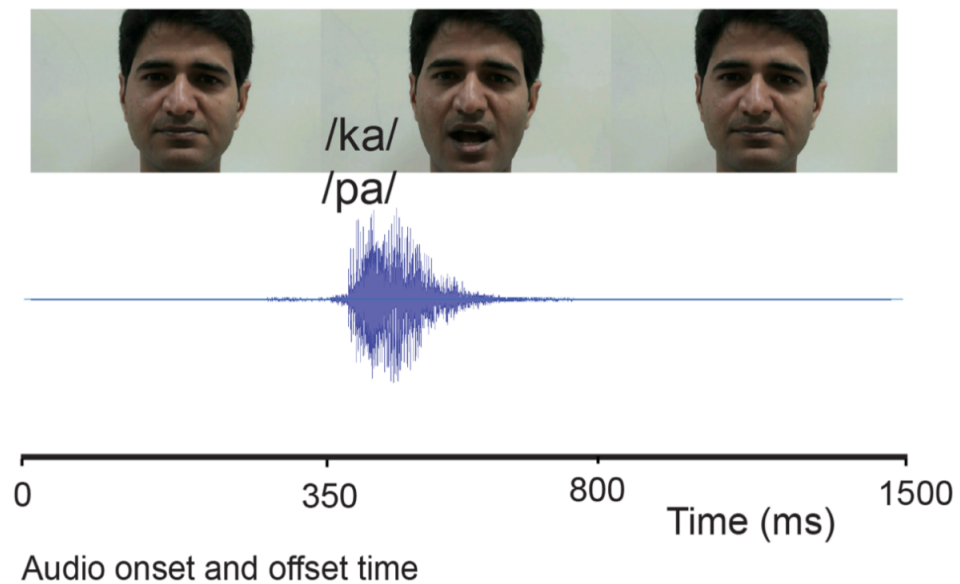 /ka/
/pa/
0 350 800 1500
Time (ms)
Audio onset and offset time